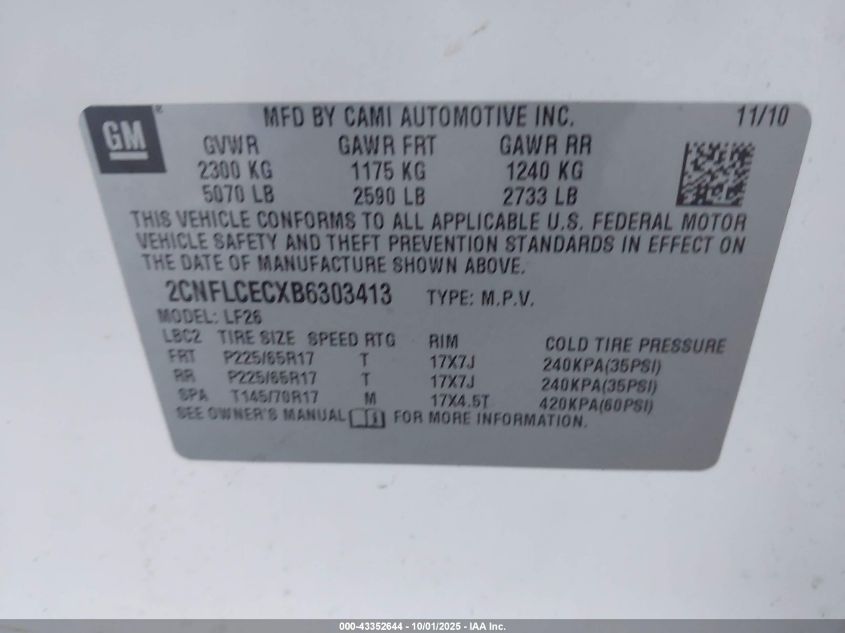 GM ®
MFD BY CAMI AUTOMOTIVE INC. 11/10
GVWR GAWR FRT GAWR RR
2300 KG 1175 KG 1240 KG
5070 LB 2590 LB 2733 LB
THIS VEHICLE CONFORMS TO ALL APPLICABLE U.S. FEDERAL MOTOR
VEHICLE SAFETY AND THEFT PREVENTION STANDARDS IN EFFECT ON
THE DATE OF MANUFACTURE SHOWN ABOVE.
2CNFLCECXB6303413 TYPE: M.P.V.
MODEL: LF26
LBC2 TIRE SIZE SPEED RTG RIM COLD TIRE PRESSURE
FRT P225/65R17 T 17X7J 240KPA(35PSI)
RR P225/65R17 T 17X7J 240KPA(35PSI)
SPA T145/70R17 M 17X4.5T 420KPA(60PSI)
SEE OWNER'S MANUAL FOR MORE INFORMATION.
000-43352644 - 10/01/2025 - IAA Inc.